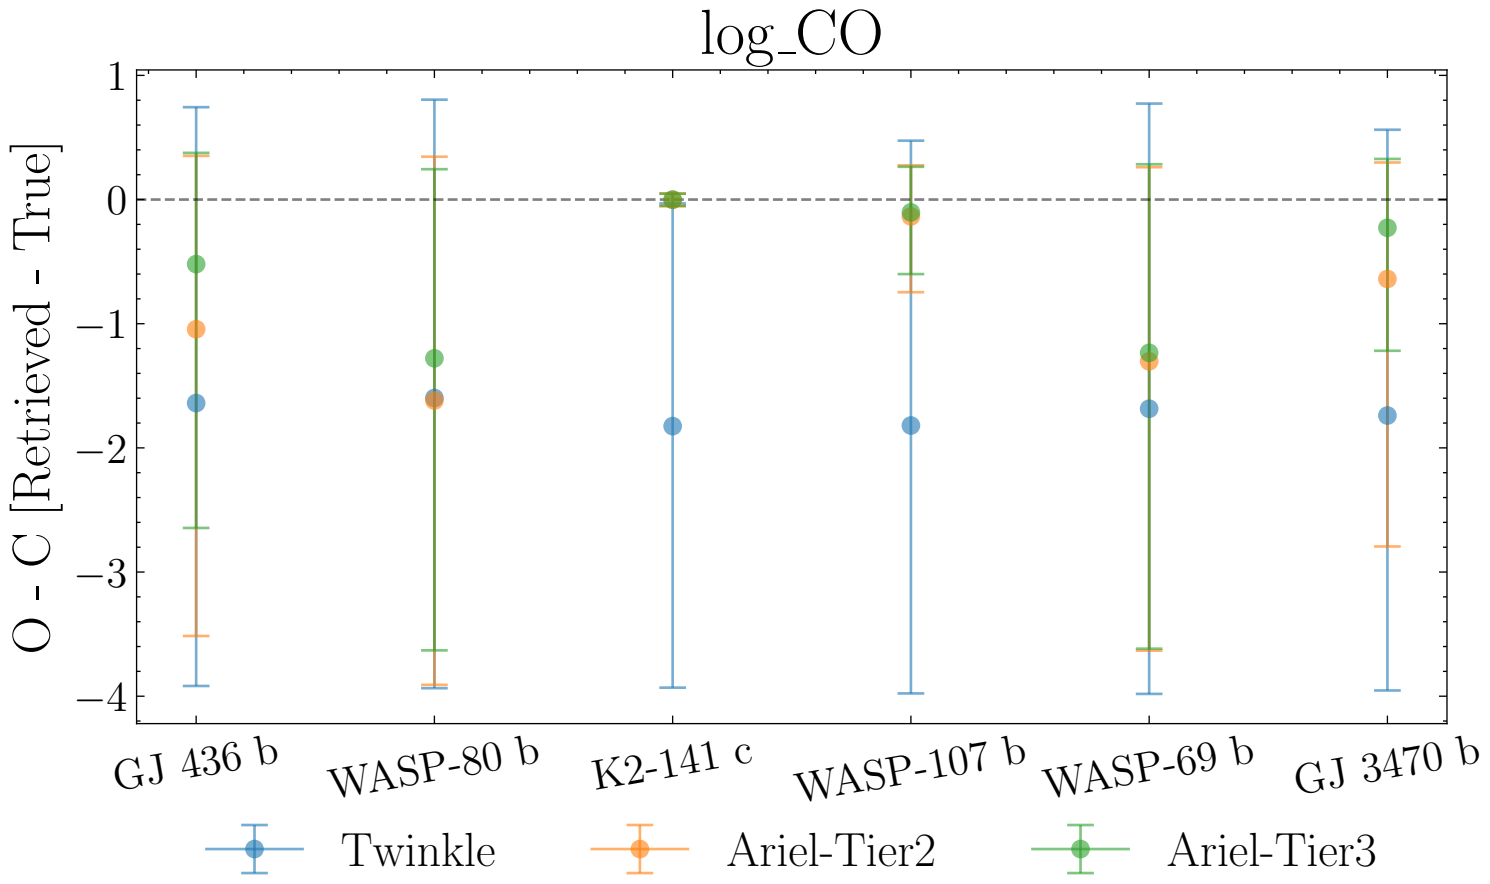 log_CO
O - C [Retrieved - True]
1
0
−1
−2
−3
−4
GJ 436 b
WASP-80 b
K2-141 c
WASP-107 b
WASP-69 b
GJ 3470 b
Twinkle
Ariel-Tier2
Ariel-Tier3